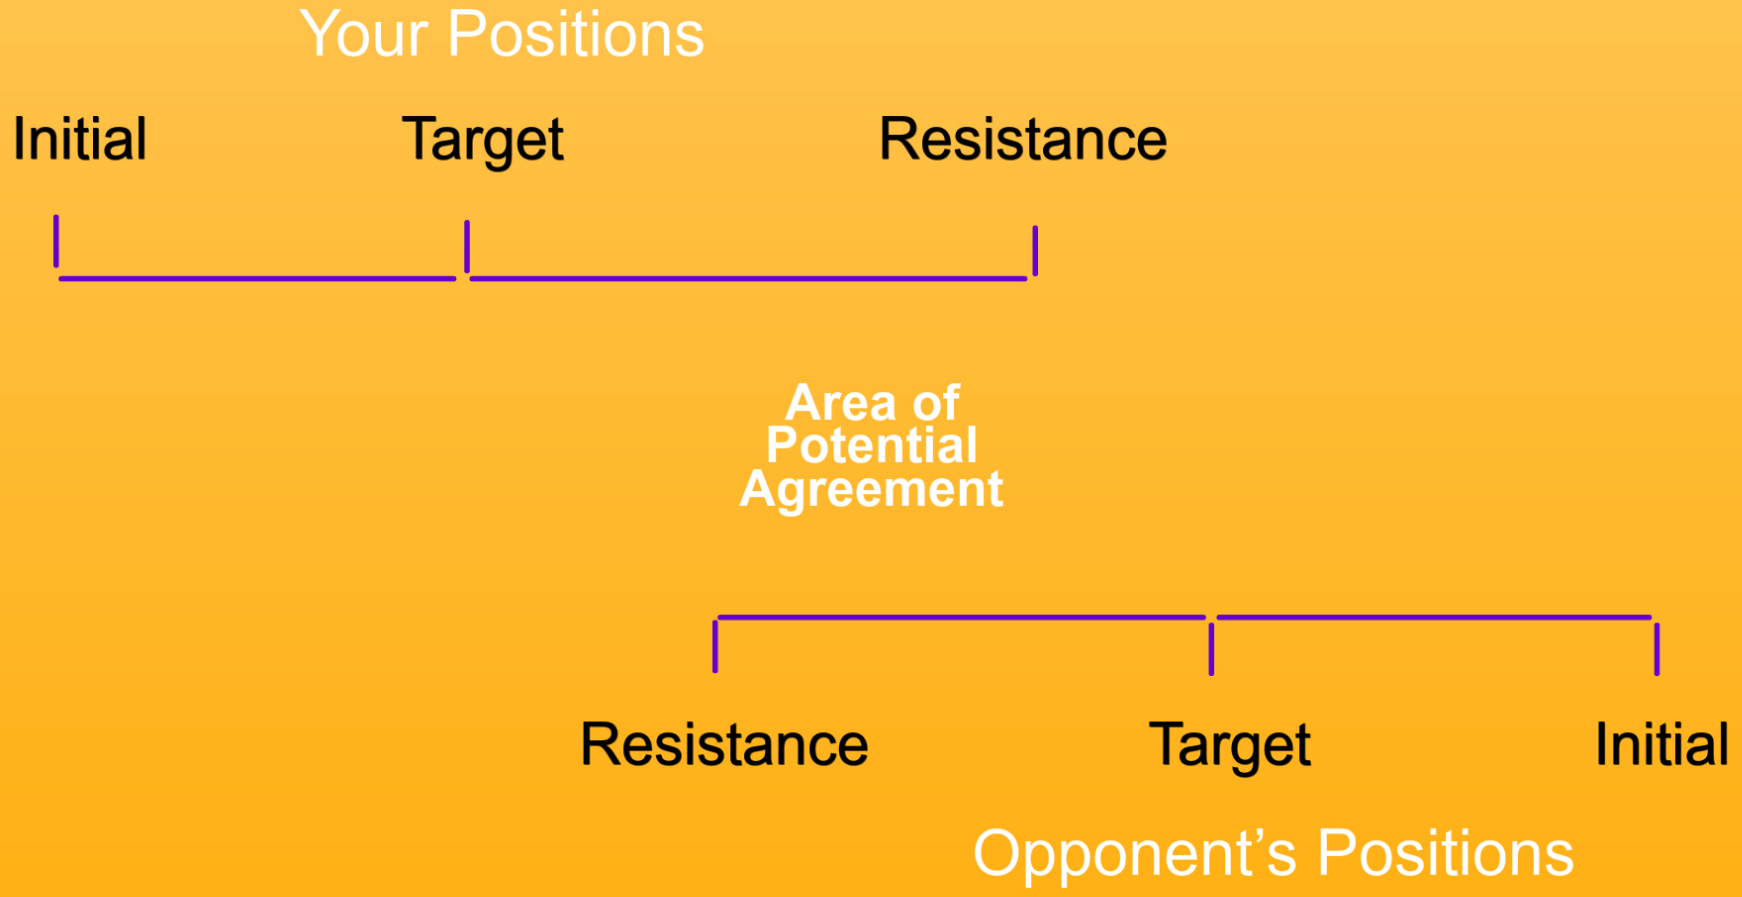 Your Positions
Initial Target Resistance
Area of
Potential
Agreement
Resistance Target Initial
Opponent’s Positions